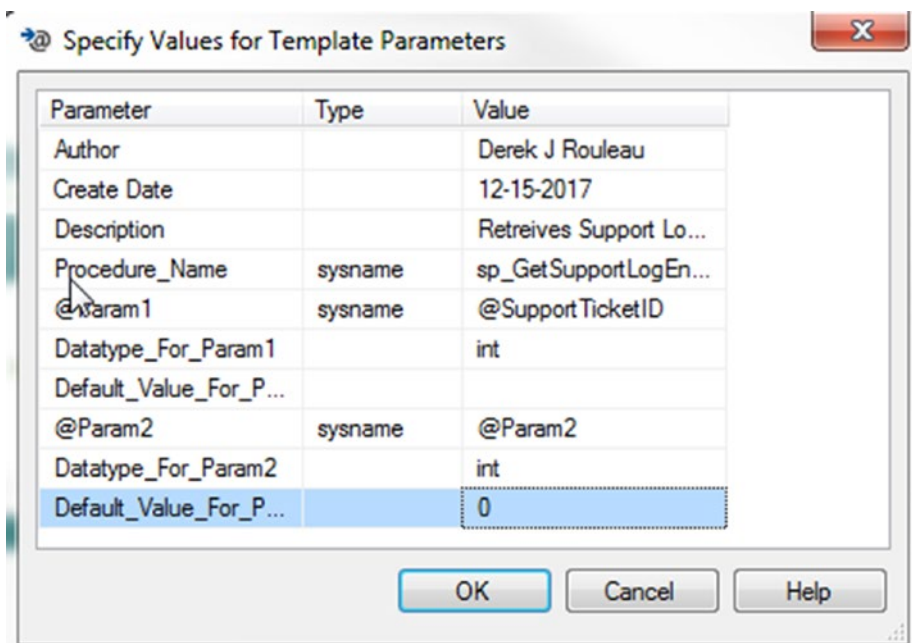 Specify Values for Template Parameters
Parameter Type Value
Author Derek J Rouleau
Create Date 12-15-2017
Description Retreives Support Lo...
Procedure_Name sysname sp_GetSupportLogEn...
@Param1 sysname @SupportTicketID
Datatype_For_Param1 int
Default_Value_For_P...
@Param2 sysname @Param2
Datatype_For_Param2 int
Default_Value_For_P... 0
OK Cancel Help